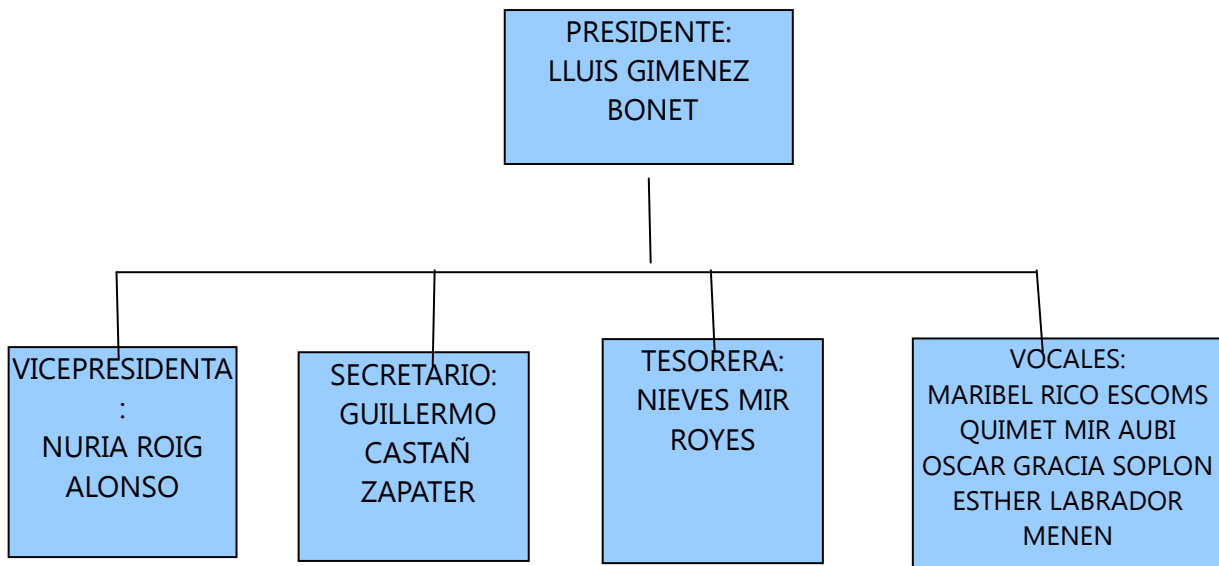 PRESIDENTE:
LLUIS GIMENEZ
BONET
VICEPRESIDENTA
:
NURIA ROIG
ALONSO
SECRETARIO:
GUILLERMO
CASTAÑ
ZAPATER
TESORERA:
NIEVES MIR
ROYES
VOCALES:
MARIBEL RICO ESCOMS
QUIMET MIR AUBI
OSCAR GRACIA SOPLON
ESTHER LABRADOR
MENEN